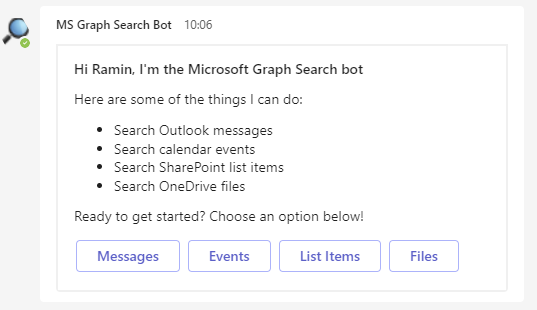 MS Graph Search Bot 10:06
Hi Ramin, I'm the Microsoft Graph Search bot
Here are some of the things I can do:
• Search Outlook messages
• Search calendar events
• Search SharePoint list items
• Search OneDrive files
Ready to get started? Choose an option below!
Messages Events List Items Files